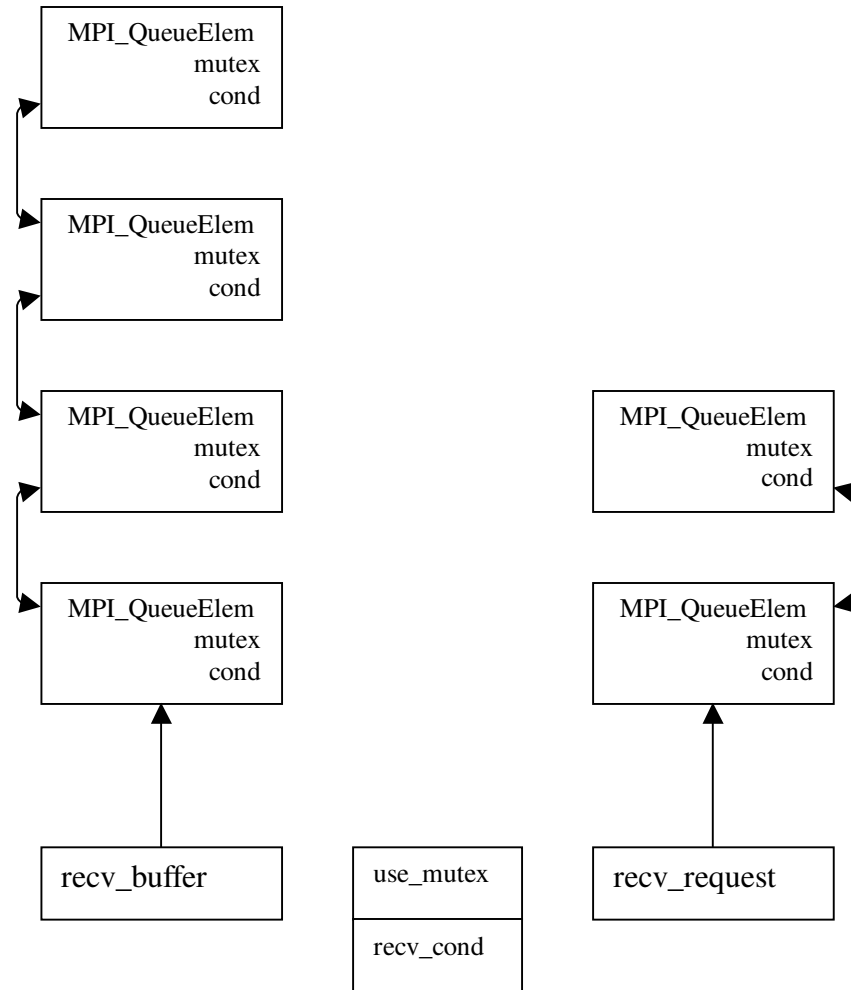 MPI_QueueElem
mutex
cond
MPI_QueueElem
mutex
cond
MPI_QueueElem
mutex
cond
MPI_QueueElem
mutex
cond
MPI_QueueElem
mutex
cond
MPI_QueueElem
mutex
cond
recv_buffer
use_mutex
recv_cond
recv_request